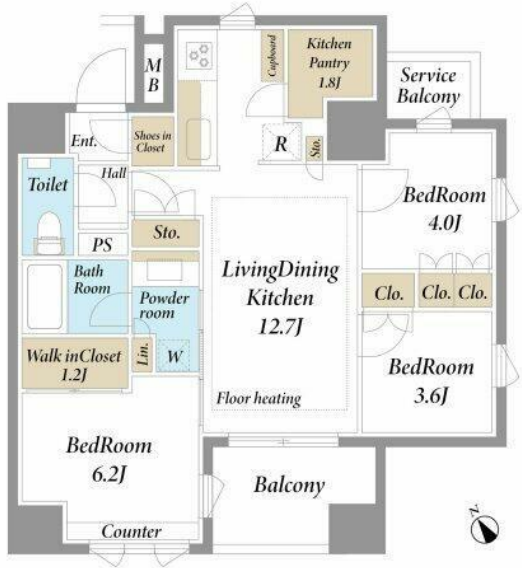 M
B
Cupboard
Kitchen
Pantry
1.8J
Service
Balcony
Ent.
Shoes in
Closet
R
Sto.
Toilet
Hall
BedRoom
4.0J
PS
Sto.
LivingDining
Kitchen
12.7J
Bath
Room
Powder
room
Clo.
Clo.
Clo.
Walk inCloset
1.2J
Lin.
W
BedRoom
3.6J
Floor heating
BedRoom
6.2J
Balcony
Counter
Z